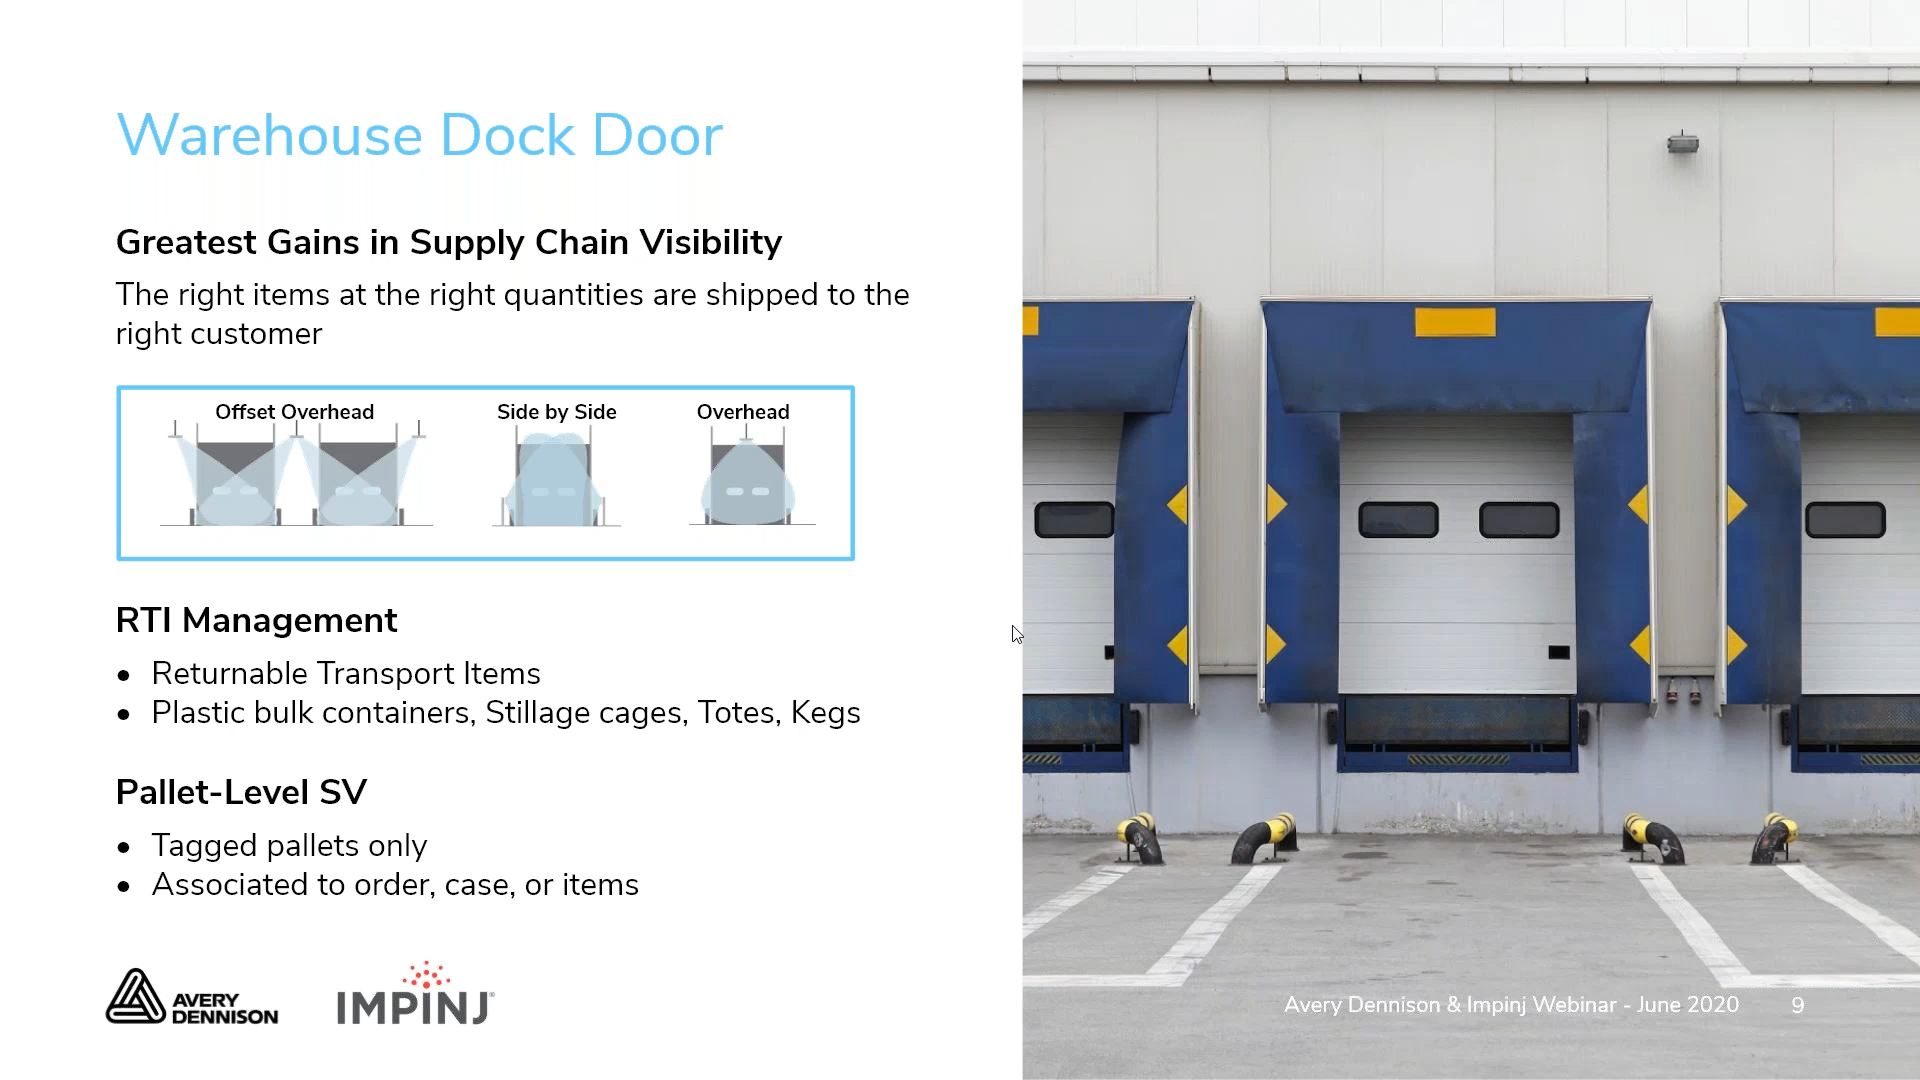 Warehouse Dock Door
Greatest Gains in Supply Chain Visibility
The right items at the right quantities are shipped to the
right customer
Offset Overhead
Side by Side
Overhead
RTI Management
• Returnable Transport Items
• Plastic bulk containers, Stillage cages, Totes, Kegs
Pallet-Level SV
• Tagged pallets only
• Associated to order, case, or items
AVERY
DENNISON
IMPINJ®
Avery Dennison & Impinj Webinar - June 2020
9